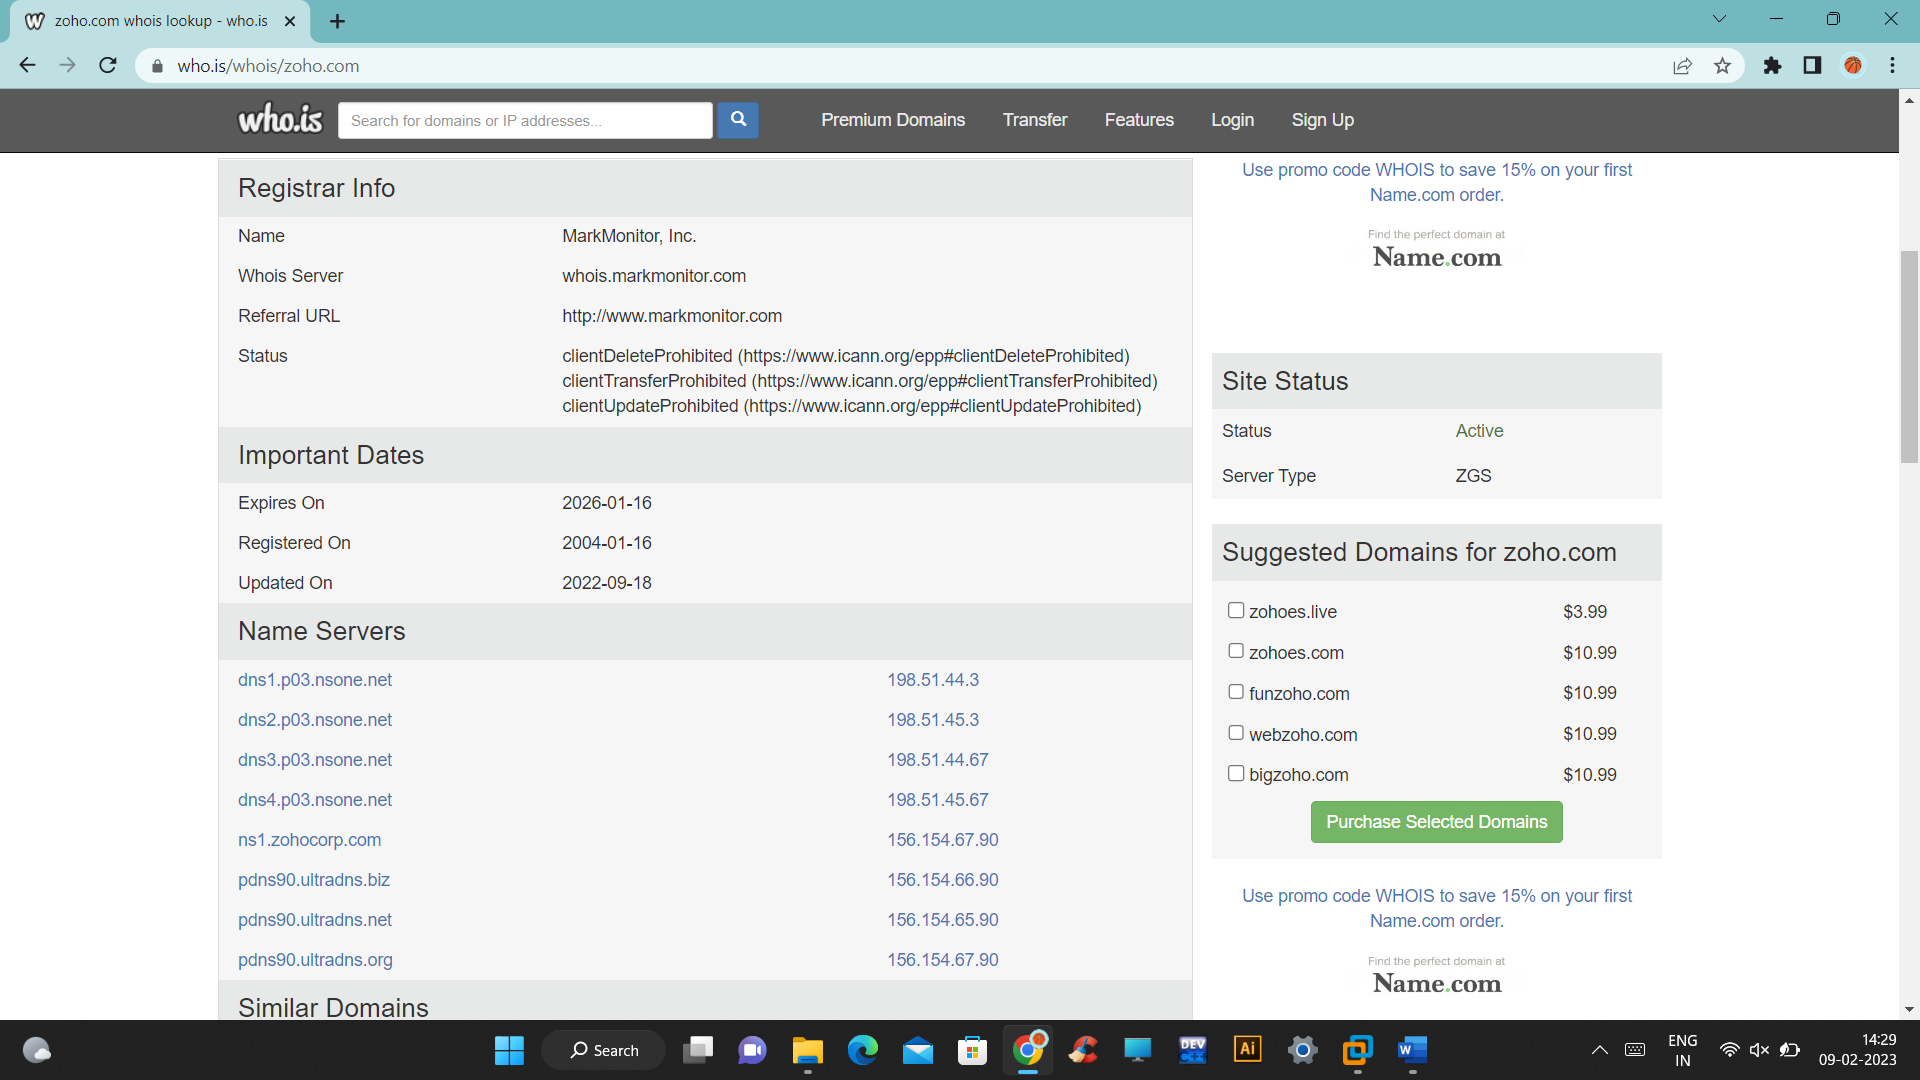 zoho.com whois lookup - who.is
who.is/whois/zoho.com
who.is
Search for domains or IP addresses...
Premium Domains
Transfer
Features
Login
Sign Up
Registrar Info
Name MarkMonitor, Inc.
Whois Server whois.markmonitor.com
Referral URL http://www.markmonitor.com
Status clientDeleteProhibited (https://www.icann.org/epp#clientDeleteProhibited)
clientTransferProhibited (https://www.icann.org/epp#clientTransferProhibited)
clientUpdateProhibited (https://www.icann.org/epp#clientUpdateProhibited)
Important Dates
Expires On 2026-01-16
Registered On 2004-01-16
Updated On 2022-09-18
Name Servers
dns1.p03.nsone.net 198.51.44.3
dns2.p03.nsone.net 198.51.45.3
dns3.p03.nsone.net 198.51.44.67
dns4.p03.nsone.net 198.51.45.67
ns1.zohocorp.com 156.154.67.90
pdns90.ultradns.biz 156.154.66.90
pdns90.ultradns.net 156.154.65.90
pdns90.ultradns.org 156.154.67.90
Similar Domains
Use promo code WHOIS to save 15% on your first
Name.com order.
Find the perfect domain at
Name.com
Site Status
Status Active
Server Type ZGS
Suggested Domains for zoho.com
zohoes.live $3.99
zohoes.com $10.99
funzoho.com $10.99
webzoho.com $10.99
bigzoho.com $10.99
Purchase Selected Domains
Use promo code WHOIS to save 15% on your first
Name.com order.
Find the perfect domain at
Name.com
Search
DEV
C++
Ai
W
ENG
IN
14:29
09-02-2023